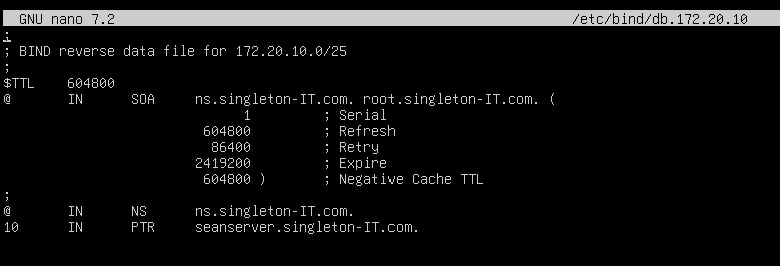 GNU nano 7.2 /etc/bind/db.172.20.10
;
; BIND reverse data file for 172.20.10.0/25
;
$TTL 604800
@ IN SOA ns.singleton-IT.com. root.singleton-IT.com. (
1 ; Serial
604800 ; Refresh
86400 ; Retry
2419200 ; Expire
604800 ) ; Negative Cache TTL
;
@ IN NS ns.singleton-IT.com.
10 IN PTR seanserver.singleton-IT.com.